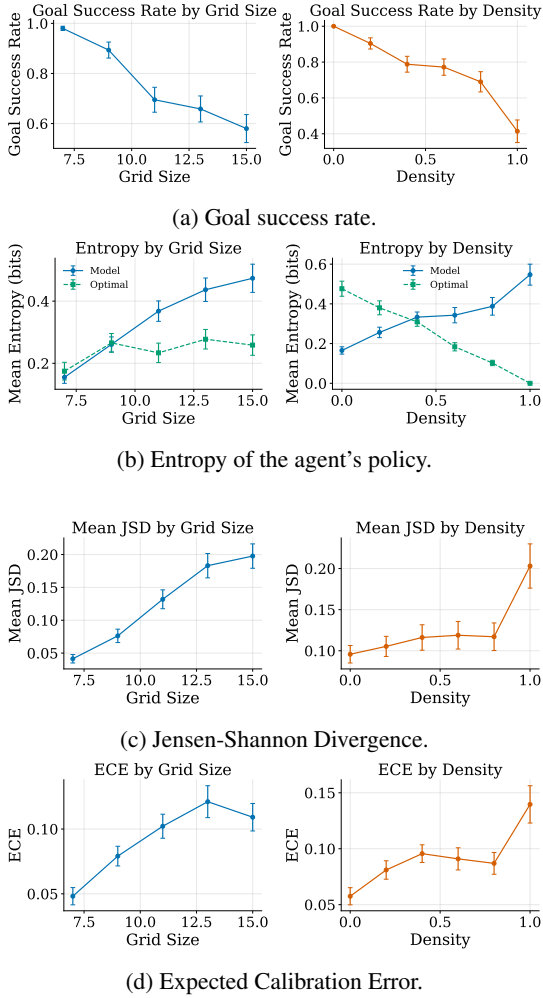 Goal Success Rate by Grid Size
Goal Success Rate
1.0
0.8
0.6
7.5 10.0 12.5 15.0
Grid Size
Goal Success Rate by Density
Goal Success Rate
1.0
0.8
0.6
0.4
0.0 0.5 1.0
Density
(a) Goal success rate.
Entropy by Grid Size
Mean Entropy (bits)
Model
Optimal
0.4
0.2
7.5 10.0 12.5 15.0
Grid Size
Entropy by Density
Mean Entropy (bits)
Model
Optimal
0.6
0.4
0.2
0.0
0.0 0.5 1.0
Density
(b) Entropy of the agent's policy.
Mean JSD by Grid Size
Mean JSD
0.20
0.15
0.10
0.05
7.5 10.0 12.5 15.0
Grid Size
Mean JSD by Density
Mean JSD
0.20
0.15
0.10
0.0 0.5 1.0
Density
(c) Jensen-Shannon Divergence.
ECE by Grid Size
ECE
0.10
0.05
7.5 10.0 12.5 15.0
Grid Size
ECE by Density
ECE
0.15
0.10
0.05
0.0 0.5 1.0
Density
(d) Expected Calibration Error.